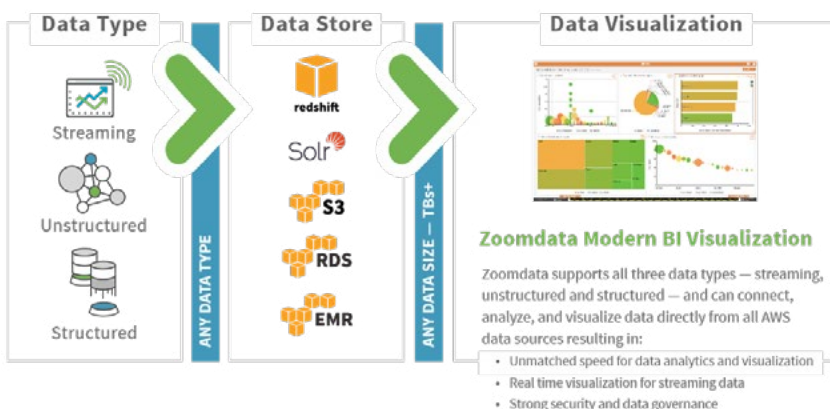 Data Type
Streaming
Unstructured
Structured
ANY DATA TYPE
Data Store
redshift
Solr
S3
RDS
EMR
ANY DATA SIZE — TBs+
Data Visualization
Zoomdata Modern BI Visualization
Zoomdata supports all three data types — streaming,
unstructured and structured — and can connect,
analyze, and visualize data directly from all AWS
data sources resulting in:
• Unmatched speed for data analytics and visualization
• Real time visualization for streaming data
• Strong security and data governance